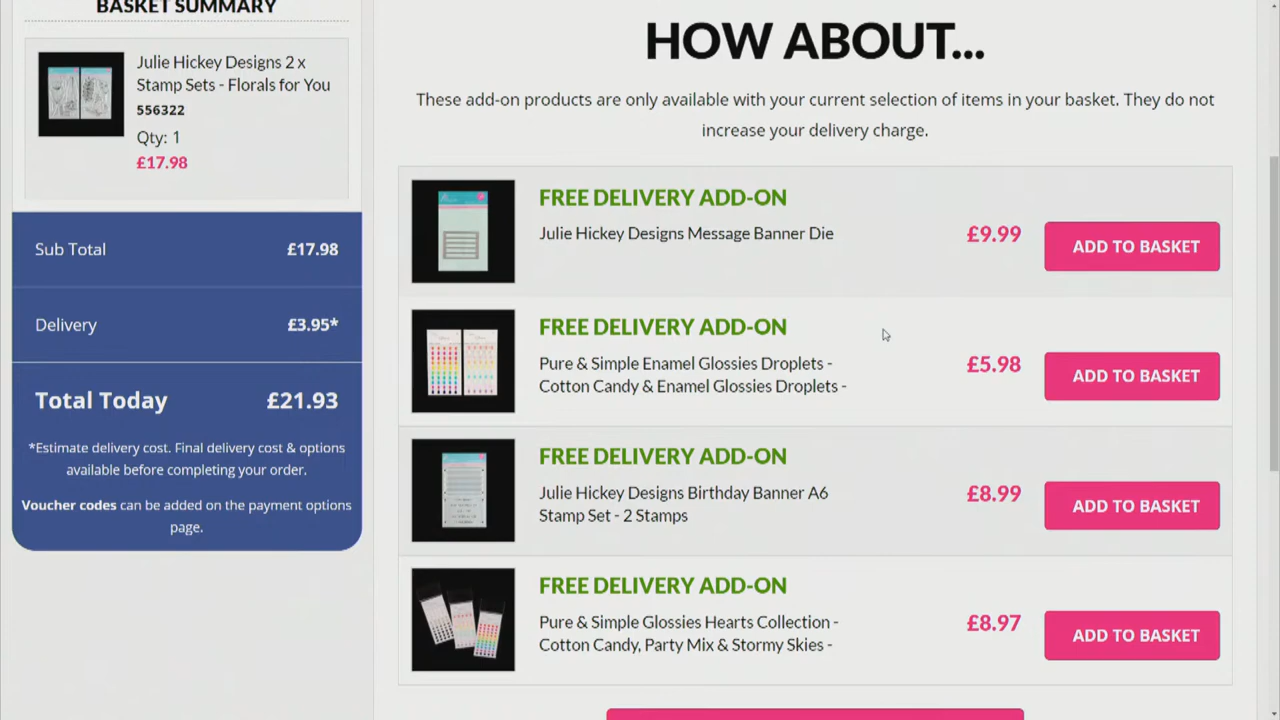 BASKET SUMMARY
Julie Hickey Designs 2 x
Stamp Sets - Florals for You
556322
Qty: 1
£17.98
Sub Total £17.98
Delivery £3.95*
Total Today £21.93
*Estimate delivery cost. Final delivery cost & options
available before completing your order.
Voucher codes can be added on the payment options
page.
HOW ABOUT...
These add-on products are only available with your current selection of items in your basket. They do not
increase your delivery charge.
FREE DELIVERY ADD-ON
Julie Hickey Designs Message Banner Die
£9.99
ADD TO BASKET
FREE DELIVERY ADD-ON
Pure & Simple Enamel Glossies Droplets -
Cotton Candy & Enamel Glossies Droplets -
£5.98
ADD TO BASKET
FREE DELIVERY ADD-ON
Julie Hickey Designs Birthday Banner A6
Stamp Set - 2 Stamps
£8.99
ADD TO BASKET
FREE DELIVERY ADD-ON
Pure & Simple Glossies Hearts Collection -
Cotton Candy, Party Mix & Stormy Skies -
£8.97
ADD TO BASKET